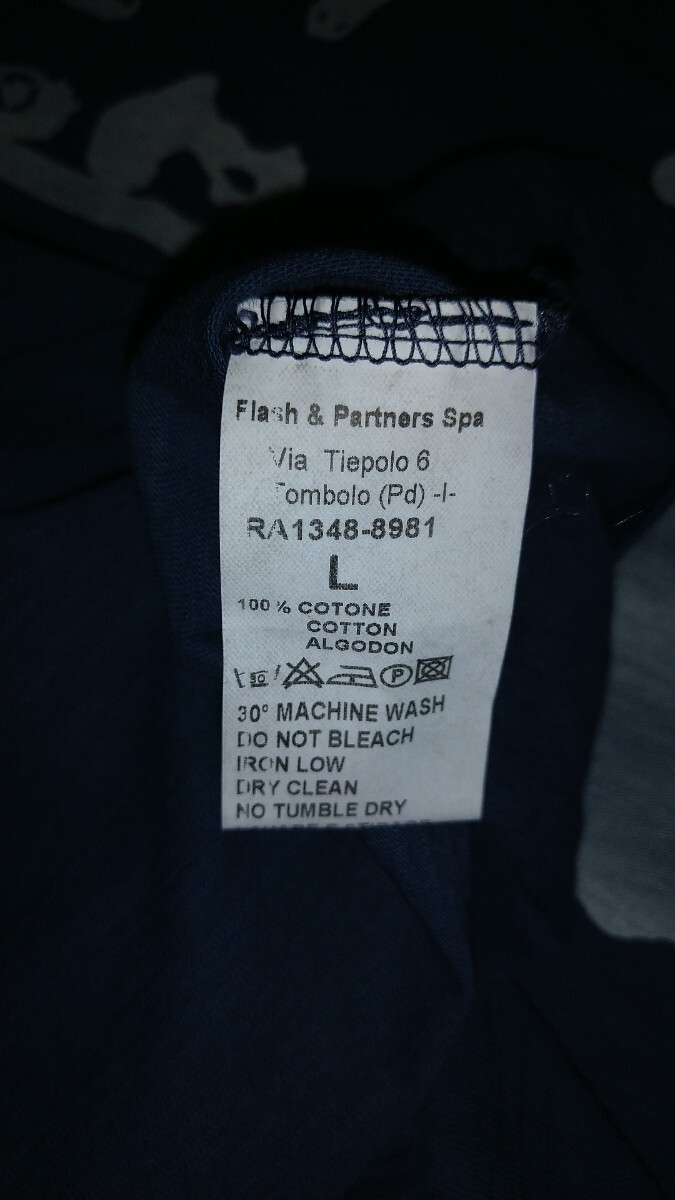 Flash & Partners Spa
Via Tiepolo 6
Tombolo (Pd) -I-
RA1348-8981
L
100 % COTONE
COTTON
ALGODON
30 P
30° MACHINE WASH
DO NOT BLEACH
IRON LOW
DRY CLEAN
NO TUMBLE DRY